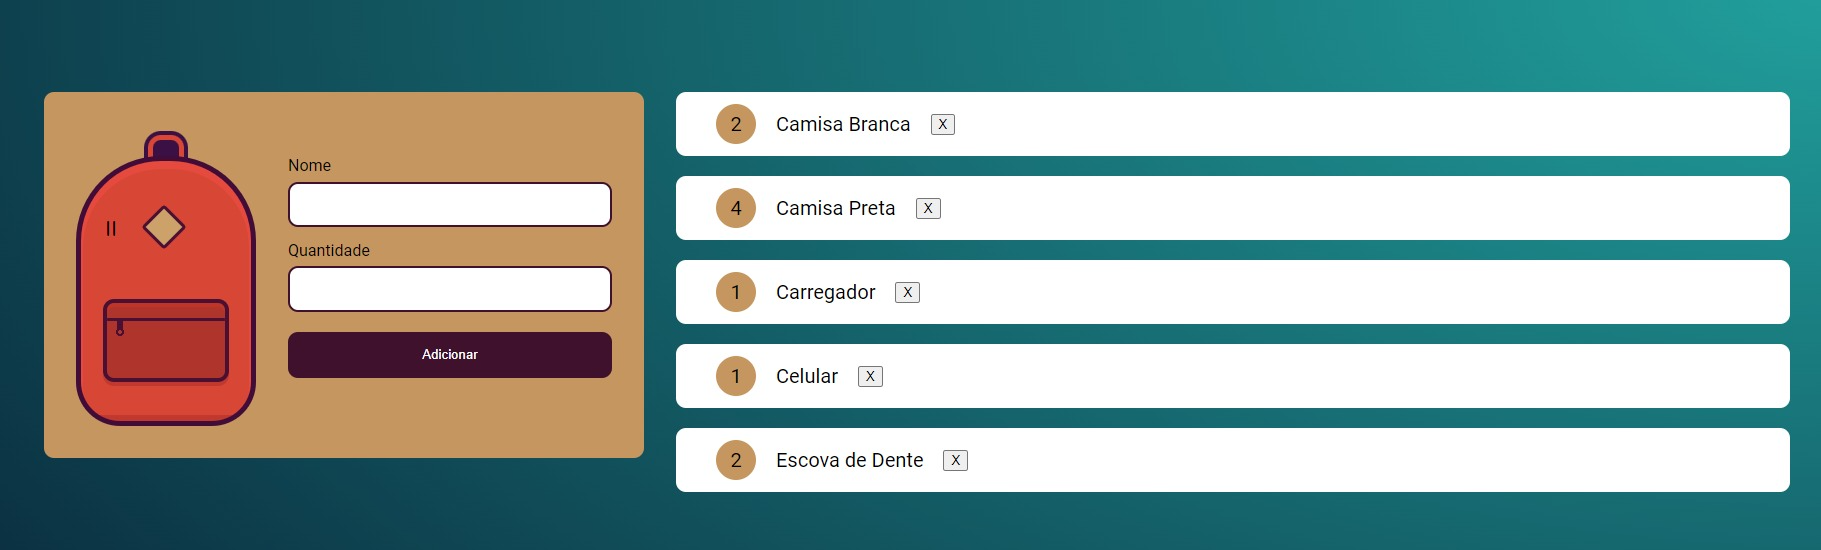 Nome
Quantidade
Adicionar
2 Camisa Branca X
4 Camisa Preta X
1 Carregador X
1 Celular X
2 Escova de Dente X